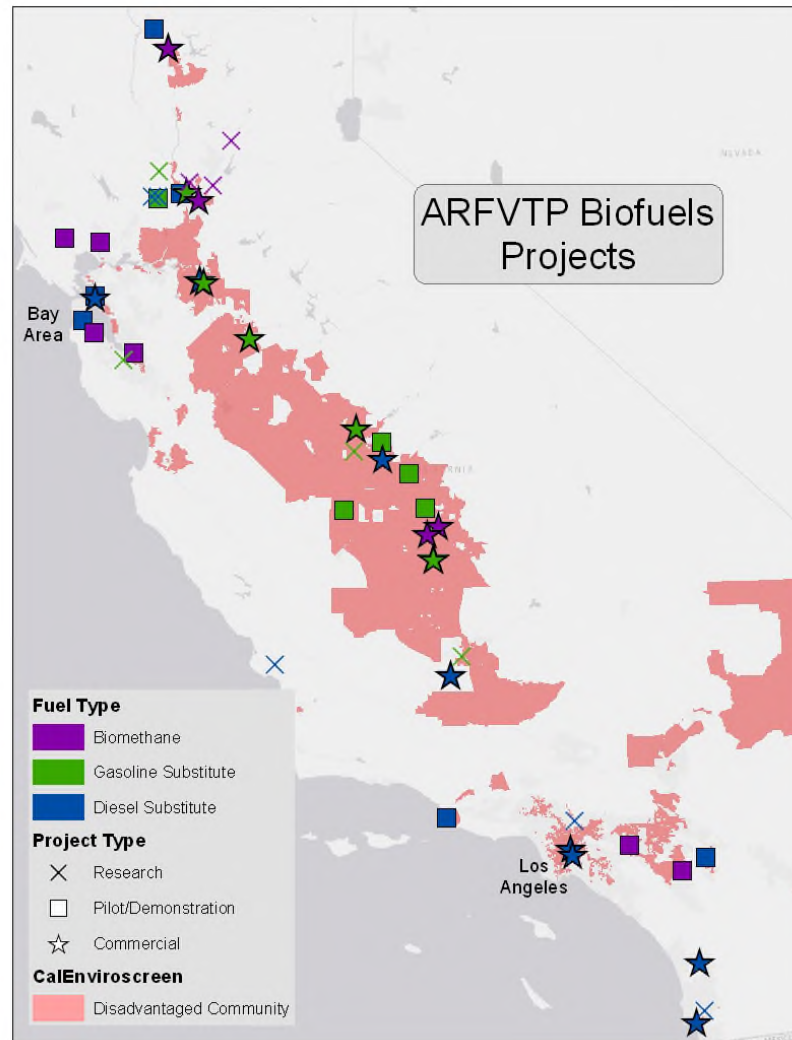 NEVADA
ARFVTP Biofuels
Projects
Bay
Area
Fuel Type
Biomethane
Gasoline Substitute
Diesel Substitute
Project Type
Research
Pilot/Demonstration
Commercial
CalEnviroscreen
Disadvantaged Community
Los
Angeles